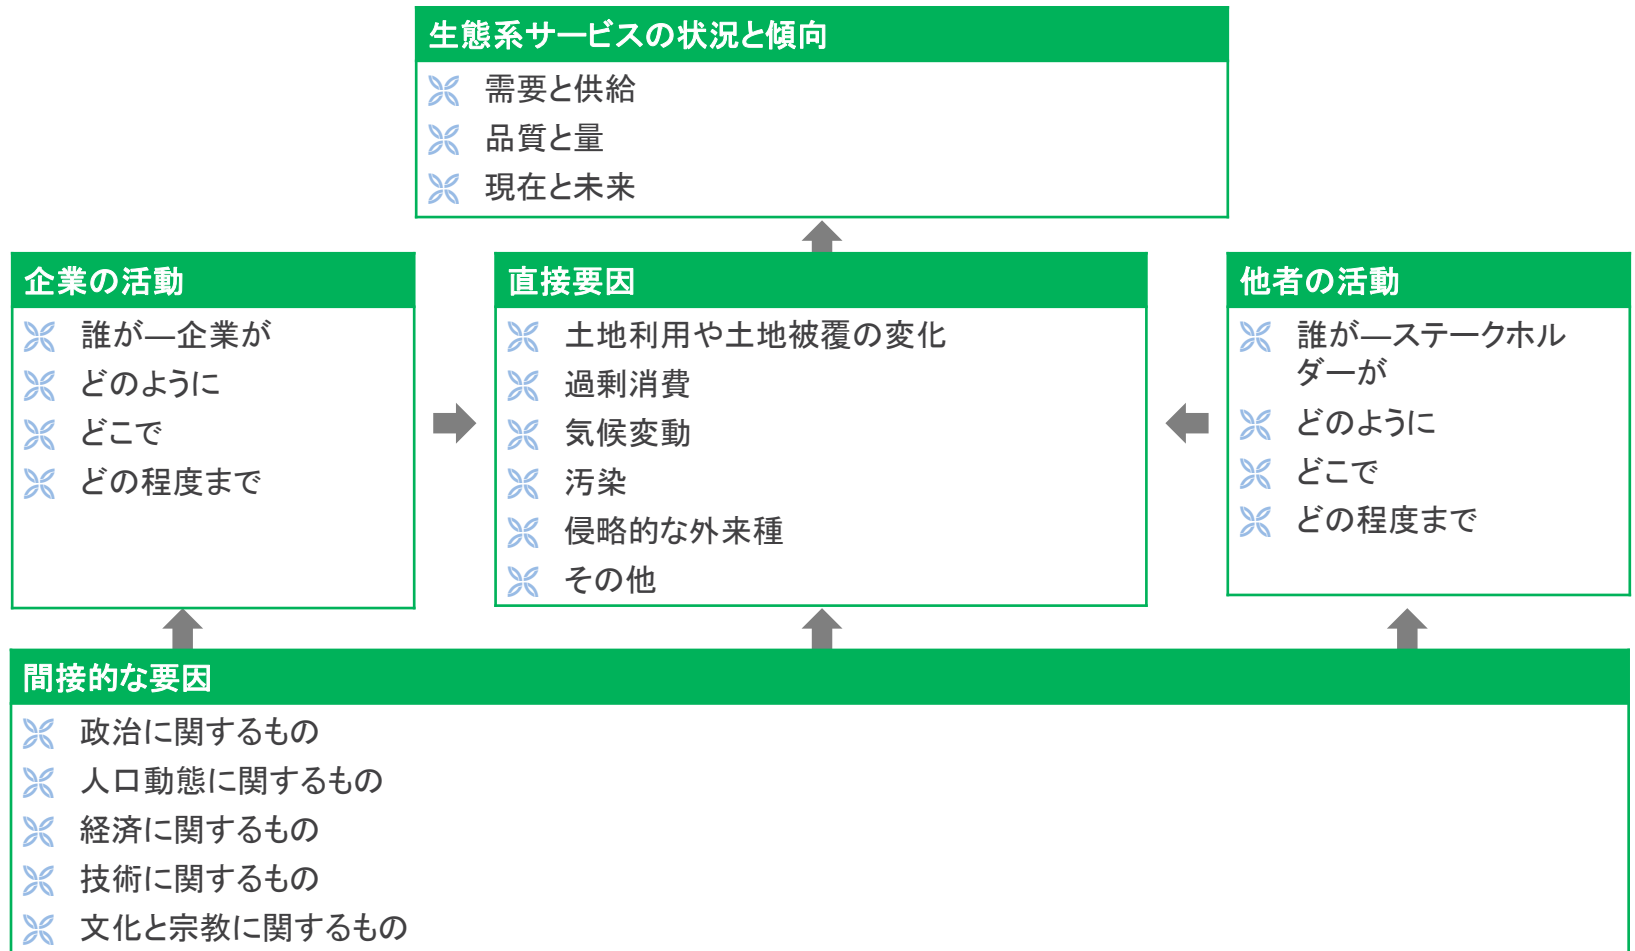 生態系サービスの状況と傾向
需要と供給
品質と量
現在と未来
企業の活動
誰が―企業が
どのように
どこで
どの程度まで
直接要因
土地利用や土地被覆の変化
過剰消費
気候変動
汚染
侵略的な外来種
その他
他者の活動
誰が―ステークホル
ダーが
どのように
どこで
どの程度まで
間接的な要因
政治に関するもの
人口動態に関するもの
経済に関するもの
技術に関するもの
文化と宗教に関するもの